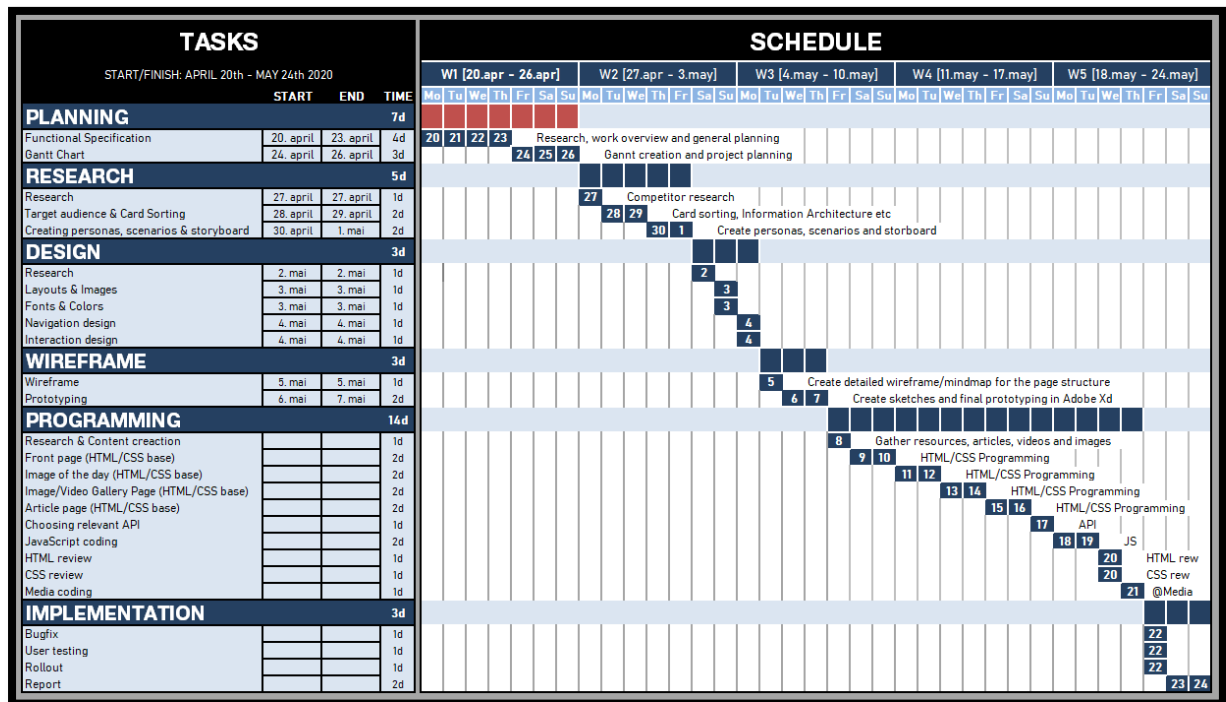 TASKS SCHEDULE
START/FINISH: APRIL 20th - MAY 24th 2020 W1 [20.apr - 26.apr] W2 [27.apr - 3.may] W3 [4.may - 10.may] W4 [11.may - 17.may] W5 [18.may - 24.may]
START END TIME Mo Tu We Th Fr Sa Su Mo Tu We Th Fr Sa Su Mo Tu We Th Fr Sa Su Mo Tu We Th Fr Sa Su Mo Tu We Th Fr Sa Su
PLANNING 7d
Functional Specification 20. april 23. april 4d 20 21 22 23 Research, work overview and general planning
Gantt Chart 24. april 26. april 3d 24 25 26 Gannt creation and project planning
RESEARCH 5d
Research 27. april 27. april 1d 27 Competitor research
Target audience & Card Sorting 28. april 29. april 2d 28 29 Card sorting, Information Architecture etc
Creating personas, scenarios & storyboard 30. april 1. mai 2d 30 1 Create personas, scenarios and storboard
DESIGN 3d
Research 2. mai 2. mai 1d 2
Layouts & Images 3. mai 3. mai 1d 3
Fonts & Colors 3. mai 3. mai 1d 3
Navigation design 4. mai 4. mai 1d 4
Interaction design 4. mai 4. mai 1d 4
WIREFRAME 3d
Wireframe 5. mai 5. mai 1d 5 Create detailed wireframe/mindmap for the page structure
Prototyping 6. mai 7. mai 2d 6 7 Create sketches and final prototyping in Adobe Xd
PROGRAMMING 14d
Research & Content creaction 1d 8 Gather resources, articles, videos and images
Front page (HTML/CSS base) 2d 9 10 HTML/CSS Programming
Image of the day (HTML/CSS base) 2d 11 12 HTML/CSS Programming
Image/Video Gallery Page (HTML/CSS base) 2d 13 14 HTML/CSS Programming
Article page (HTML/CSS base) 2d 15 16 HTML/CSS Programming
Choosing relevant API 1d 17 API
JavaScript coding 2d 18 19 JS
HTML review 1d 20 HTML rew
CSS review 1d 20 CSS rew
Media coding 1d 21 @Media
IMPLEMENTATION 3d
Bugfix 1d 22
User testing 1d 22
Rollout 1d 22
Report 2d 23 24